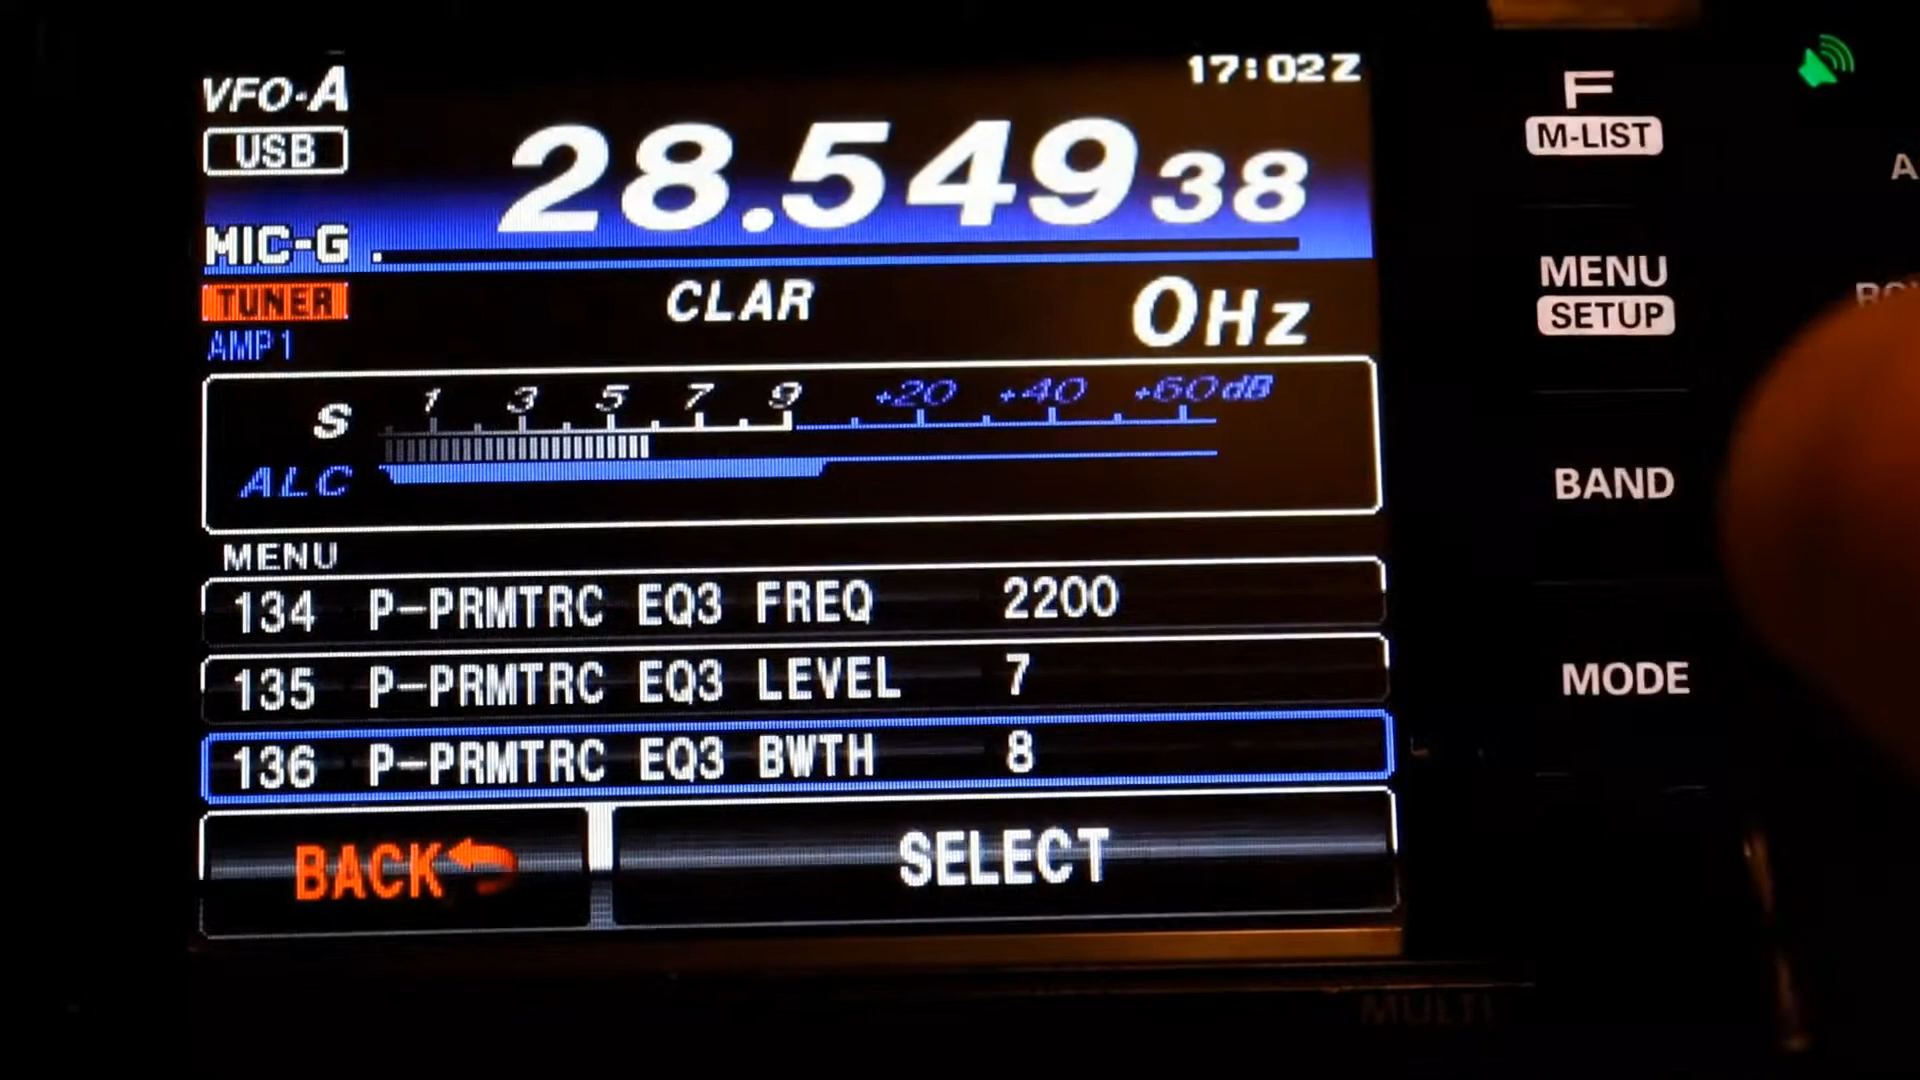 17:02Z
VFO-A
USB
28.549 38
MIC-G
TUNER
CLAR 0Hz
AMP1
S 1 3 5 7 9 +20 +40 +60dB
ALC
MENU
134 P-PRMTRC EQ3 FREQ 2200
135 P-PRMTRC EQ3 LEVEL 7
136 P-PRMTRC EQ3 BWTH 8
BACK SELECT
F
M-LIST
MENU
SETUP
BAND
MODE
MULTI